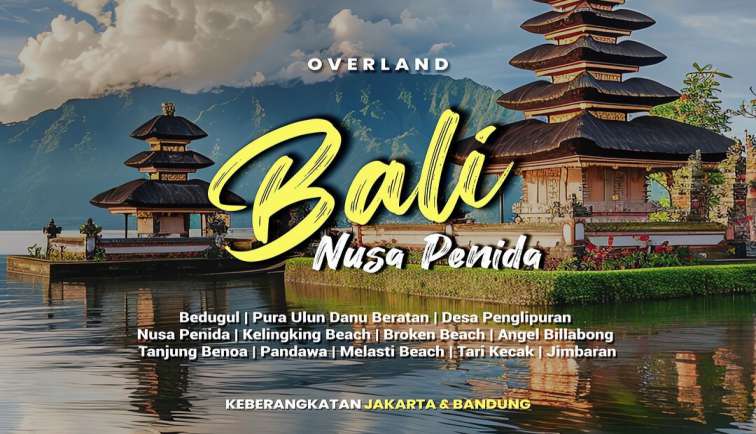 OVERLAND
Bali
Nusa Penida
Bedugul | Pura Ulun Danu Beratan | Desa Penglipuran
Nusa Penida | Kelingking Beach | Broken Beach | Angel Billabong
Tanjung Benoa | Pandawa | Melasti Beach | Tari Kecak | Jimbaran
KEBERANGKATAN JAKARTA & BANDUNG